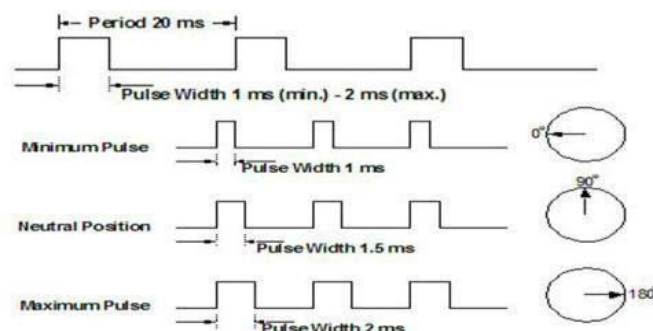 Period 20 ms
Pulse Width 1 ms (min.) - 2 ms (max.)
Minimum Pulse
0°
Pulse Width 1 ms
90°
Neutral Position
Pulse Width 1.5 ms
Maximum Pulse
180°
Pulse Width 2 ms